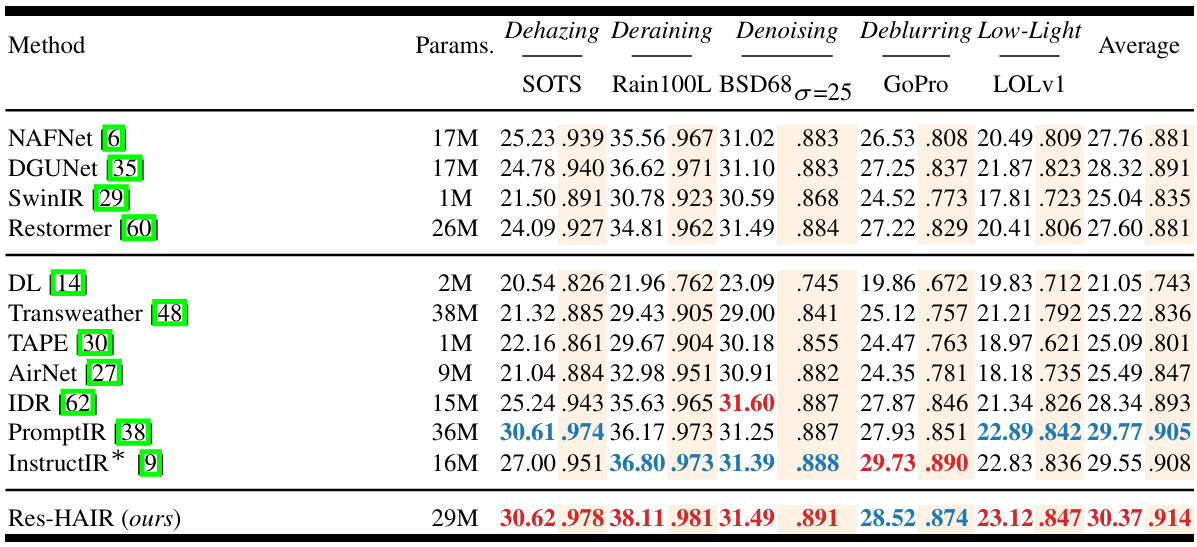 Method Params. Dehazing Deraining Denoising Deblurring Low-Light Average
SOTS Rain100L BSD68σ=25 GoPro LOLv1
NAFNet [6] 17M 25.23 .939 35.56 .967 31.02 .883 26.53 .808 20.49 .809 27.76 .881
DGUNet [35] 17M 24.78 .940 36.62 .971 31.10 .883 27.25 .837 21.87 .823 28.32 .891
SwinIR [29] 1M 21.50 .891 30.78 .923 30.59 .868 24.52 .773 17.81 .723 25.04 .835
Restormer [60] 26M 24.09 .927 34.81 .962 31.49 .884 27.22 .829 20.41 .806 27.60 .881
DL [14] 2M 20.54 .826 21.96 .762 23.09 .745 19.86 .672 19.83 .712 21.05 .743
Transweather [48] 38M 21.32 .885 29.43 .905 29.00 .841 25.12 .757 21.21 .792 25.22 .836
TAPE [30] 1M 22.16 .861 29.67 .904 30.18 .855 24.47 .763 18.97 .621 25.09 .801
AirNet [27] 9M 21.04 .884 32.98 .951 30.91 .882 24.35 .781 18.18 .735 25.49 .847
IDR [62] 15M 25.24 .943 35.63 .965 31.60 .887 27.87 .846 21.34 .826 28.34 .893
PromptIR [38] 36M 30.61 .974 36.17 .973 31.25 .887 27.93 .851 22.89 .842 29.77 .905
InstructIR* [9] 16M 27.00 .951 36.80 .973 31.39 .888 29.73 .890 22.83 .836 29.55 .908
Res-HAIR (ours) 29M 30.62 .978 38.11 .981 31.49 .891 28.52 .874 23.12 .847 30.37 .914